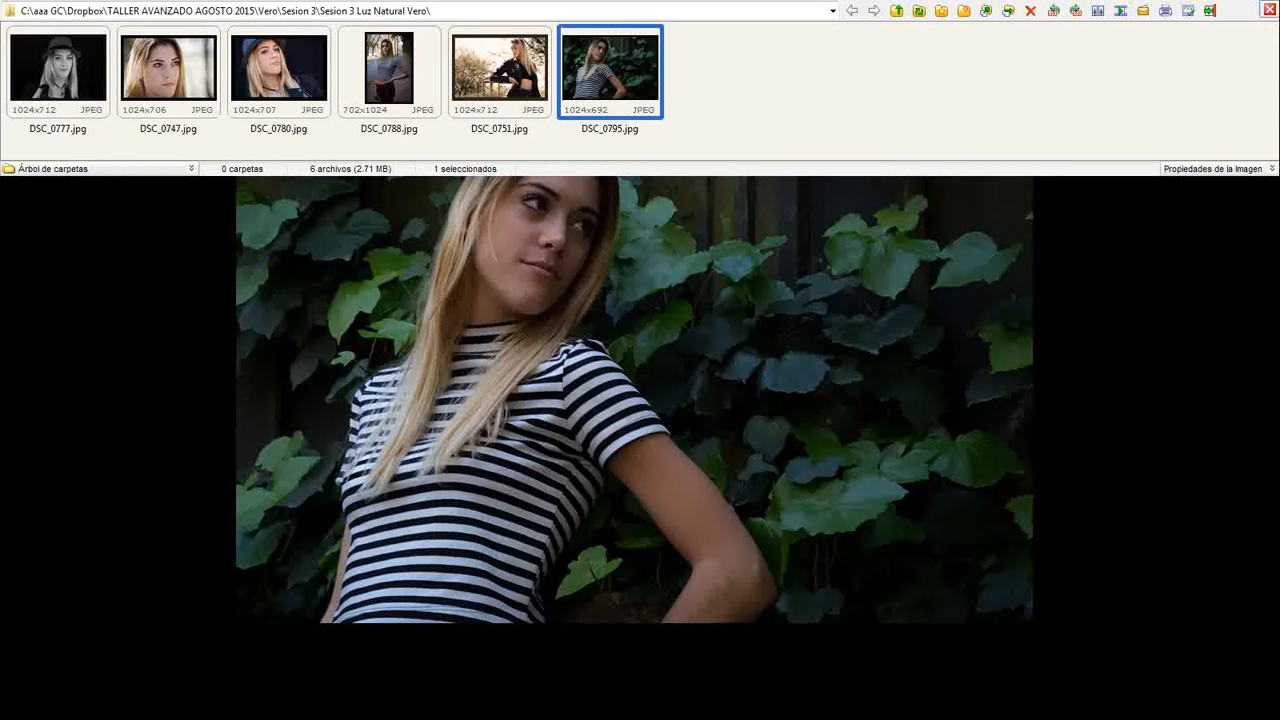 C:\aaa GC\Dropbox\TALLER AVANZADO AGOSTO 2015\Vero\Sesion 3\Sesion 3 Luz Natural Vero\
1024x712 JPEG
1024x706 JPEG
1024x707 JPEG
702x1024 JPEG
1024x712 JPEG
1024x692 JPEG
DSC_0777.jpg
DSC_0747.jpg
DSC_0780.jpg
DSC_0788.jpg
DSC_0751.jpg
DSC_0795.jpg
Árbol de carpetas
0 carpetas
6 archivos (2.71 MB)
1 seleccionados
Propiedades de la Imagen